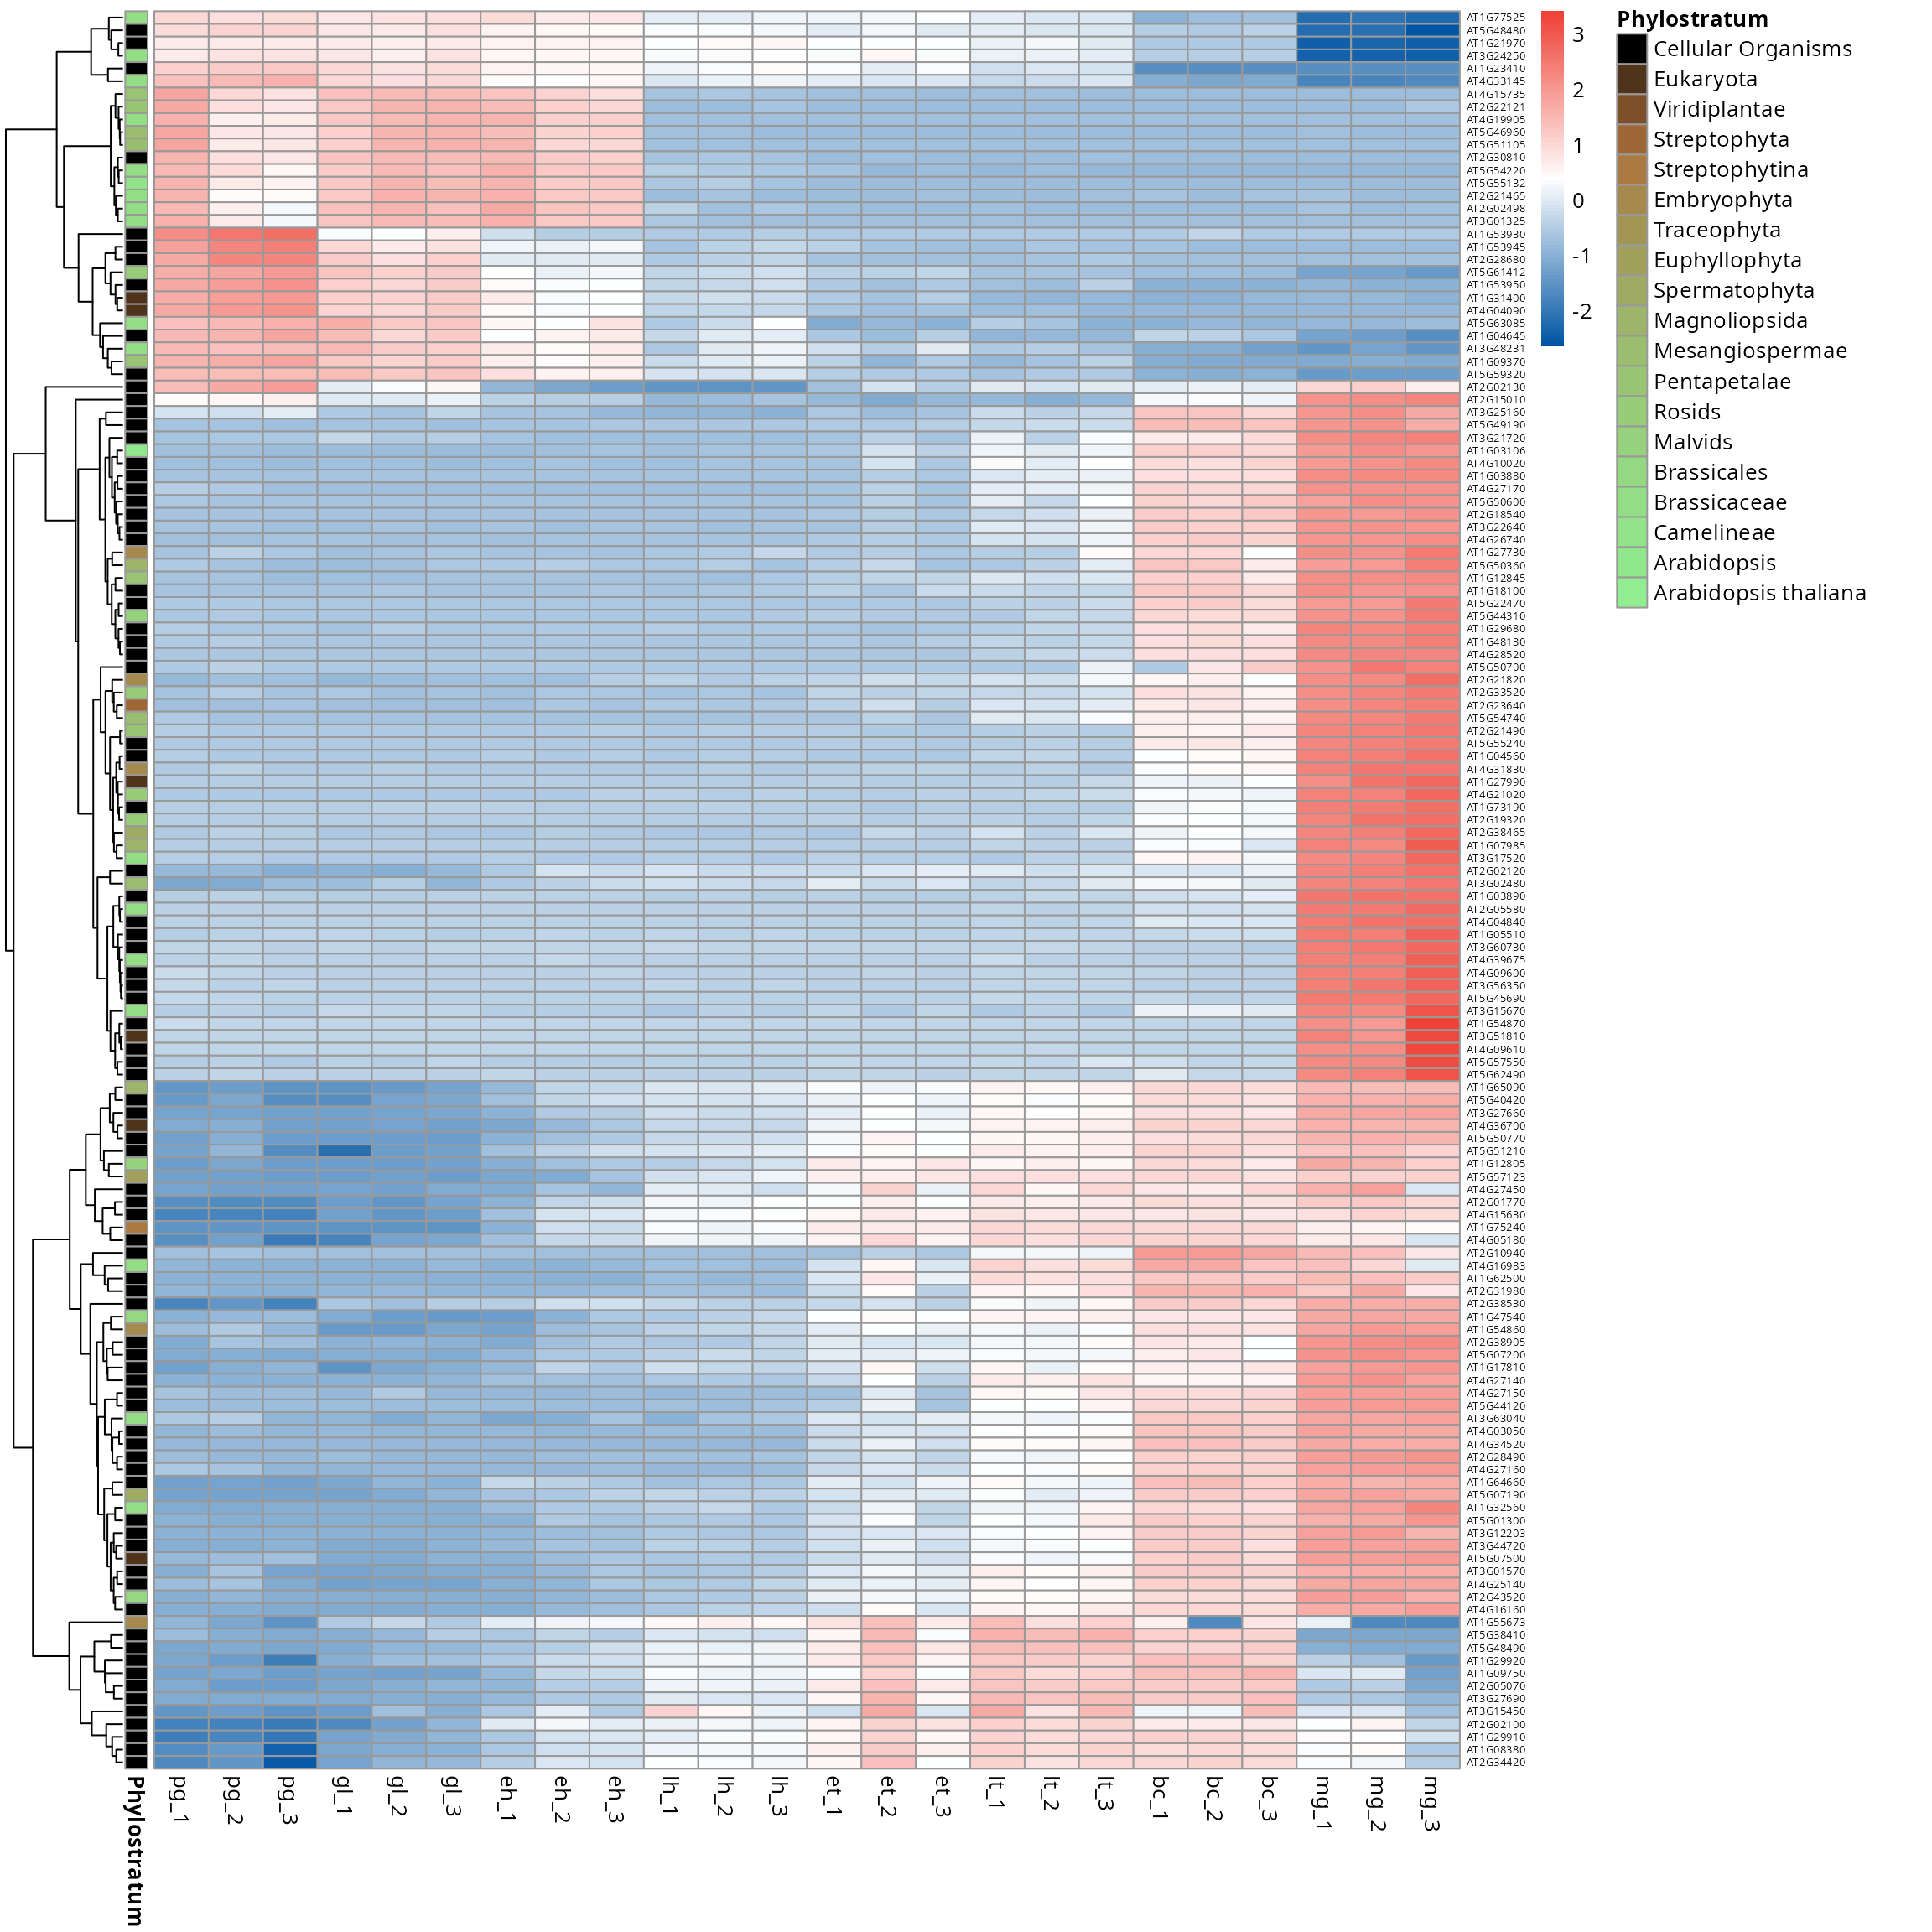 AT1G77525
AT5G48480
AT1G21970
AT3G24250
AT1G23410
AT4G33145
AT4G15735
AT2G22121
AT4G19905
AT5G46960
AT5G51105
AT2G30810
AT5G54220
AT5G55132
AT2G21465
AT2G02498
AT3G01325
AT1G53930
AT1G53945
AT2G28680
AT5G61412
AT1G53950
AT1G31400
AT4G04090
AT5G63085
AT1G04645
AT3G48231
AT1G09370
AT5G59320
AT2G02130
AT2G15010
AT3G25160
AT5G49190
AT3G21720
AT1G03106
AT4G10020
AT1G03880
AT4G27170
AT5G50600
AT2G18540
AT3G22640
AT4G26740
AT1G27730
AT5G50360
AT1G12845
AT1G18100
AT5G22470
AT5G44310
AT1G29680
AT1G48130
AT4G28520
AT5G50700
AT2G21820
AT2G33520
AT2G23640
AT5G54740
AT2G21490
AT5G55240
AT1G04560
AT4G31830
AT1G27990
AT4G21020
AT1G73190
AT2G19320
AT2G38465
AT1G07985
AT3G17520
AT2G02120
AT3G02480
AT1G03890
AT2G05580
AT4G04840
AT1G05510
AT3G60730
AT4G39675
AT4G09600
AT3G56350
AT5G45690
AT3G15670
AT1G54870
AT3G51810
AT4G09610
AT5G57550
AT5G62490
AT1G65090
AT5G40420
AT3G27660
AT4G36700
AT5G50770
AT5G51210
AT1G12805
AT5G57123
AT4G27450
AT2G01770
AT4G15630
AT1G75240
AT4G05180
AT2G10940
AT4G16983
AT1G62500
AT2G31980
AT2G38530
AT1G47540
AT1G54860
AT2G38905
AT5G07200
AT1G17810
AT4G27140
AT4G27150
AT5G44120
AT3G63040
AT4G03050
AT4G34520
AT2G28490
AT4G27160
AT1G64660
AT5G07190
AT1G32560
AT5G01300
AT3G12203
AT3G44720
AT5G07500
AT3G01570
AT4G25140
AT2G43520
AT4G16160
AT1G55673
AT5G38410
AT5G48490
AT1G29920
AT1G09750
AT2G05070
AT3G27690
AT3G15450
AT2G02100
AT1G29910
AT1G08380
AT2G34420
Phylostratum
pg_1
pg_2
pg_3
gl_1
gl_2
gl_3
eh_1
eh_2
eh_3
lh_1
lh_2
lh_3
et_1
et_2
et_3
lt_1
lt_2
lt_3
bc_1
bc_2
bc_3
mg_1
mg_2
mg_3
3
2
1
0
-1
-2
Phylostratum
Cellular Organisms
Eukaryota
Viridiplantae
Streptophyta
Streptophytina
Embryophyta
Traceophyta
Euphyllophyta
Spermatophyta
Magnoliopsida
Mesangiospermae
Pentapetalae
Rosids
Malvids
Brassicales
Brassicaceae
Camelineae
Arabidopsis
Arabidopsis thaliana